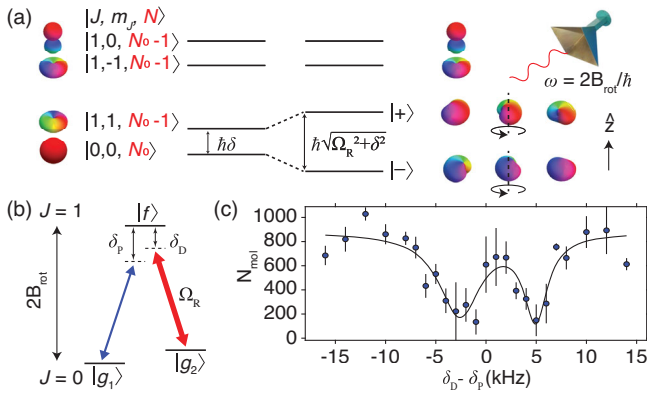 (a)
|J, m_J, N⟩
|1,0, N₀-1⟩
|1,-1,N₀-1⟩
|1,1, N₀-1⟩
|0,0, N₀⟩
ħδ
ħ√Ω_R²+δ²
|+⟩
|−⟩
ω = 2B_rot/ħ
ẑ
(b)
J = 1
|f⟩
δ_P
δ_D
2B_rot
Ω_R
J = 0
|g₁⟩
|g₂⟩
(c)
N_mol
1000
800
600
400
200
0
-15
-10
-5
0
5
10
15
δ_D- δ_P(kHz)